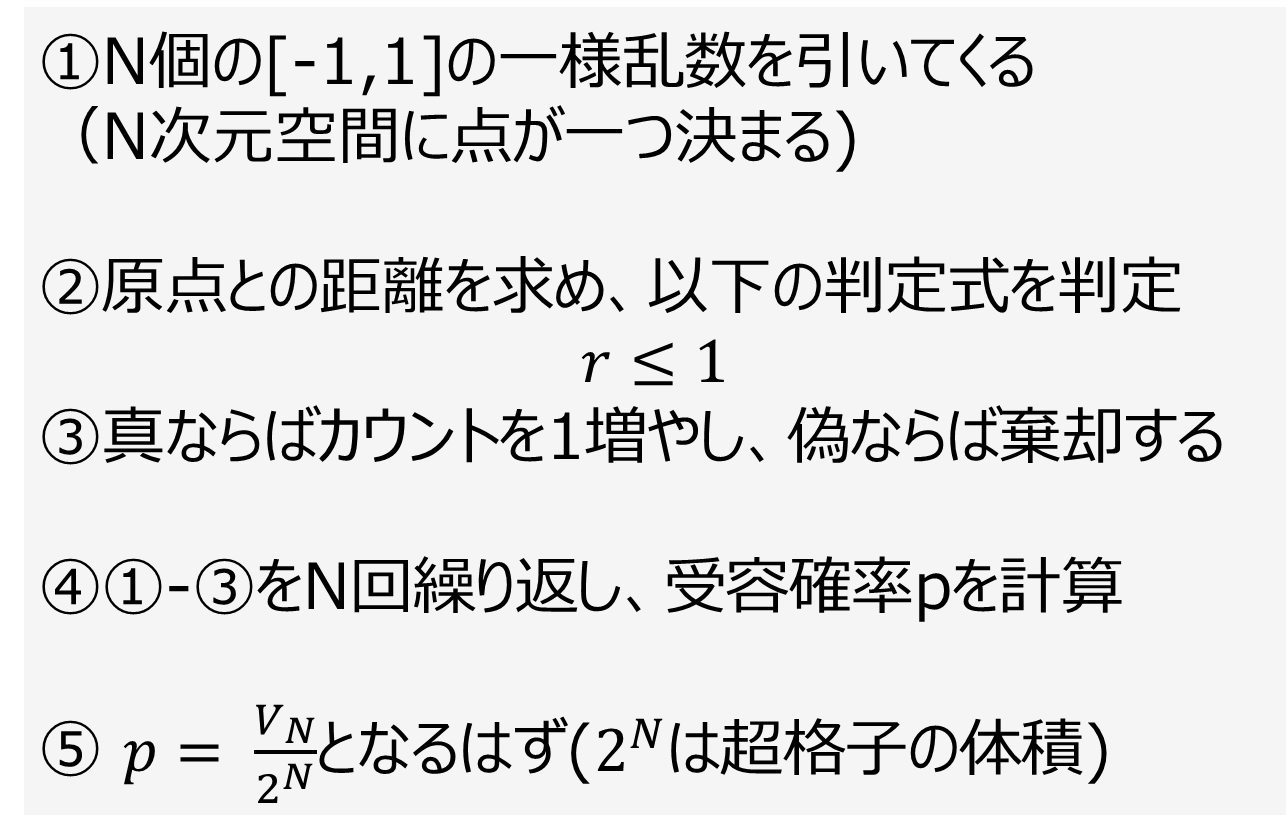 ①N個の[-1,1]の一様乱数を引いてくる
（N次元空間に点が一つ決まる)
②原点との距離を求め、以下の判定式を判定
r ≤ 1
③真ならばカウントを1増やし、偽ならば棄却する
④①-③をN回繰り返し、受容確率pを計算
⑤ p = V_N/2^Nとなるはず(2^Nは超格子の体積)